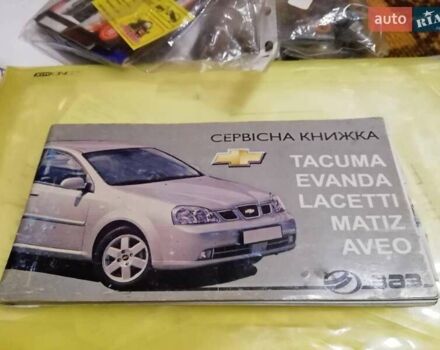 auto RIA
СЕРВІСНА КНИЖКА
TACUMA
EVANDA
LACETTI
MATIZ
AVEO
ЗАЗ